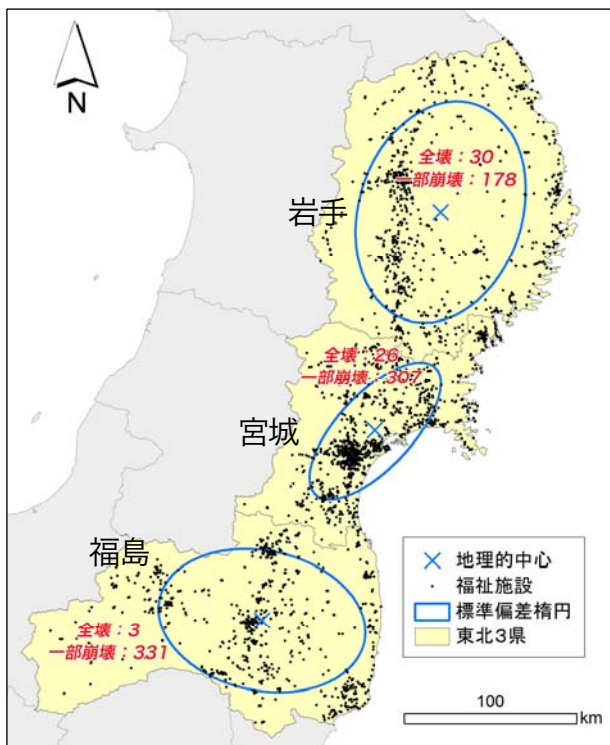 N
全壊：30
一部崩壊：178
岩手
全壊：26
一部崩壊：307
宮城
福島
全壊：3
一部崩壊：331
地理的中心
福祉施設
標準偏差楕円
東北3県
100
km